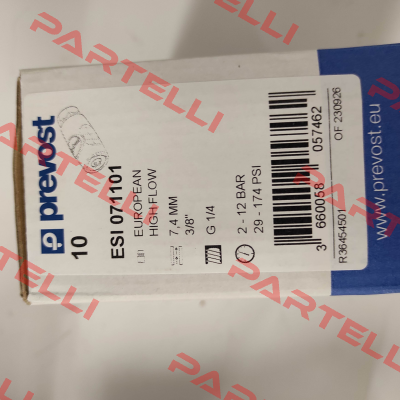 prevost
10
ESI 071101
EUROPEAN
HIGH FLOW
7,4 MM
3/8"
G 1/4
2 - 12 BAR
29 - 174 PSI
3 660058 057462
R36454501
OF 230926
www.prevost.eu
PARTELLI
PARTELLI
PARTELLI
PARTELLI
PARTELLI